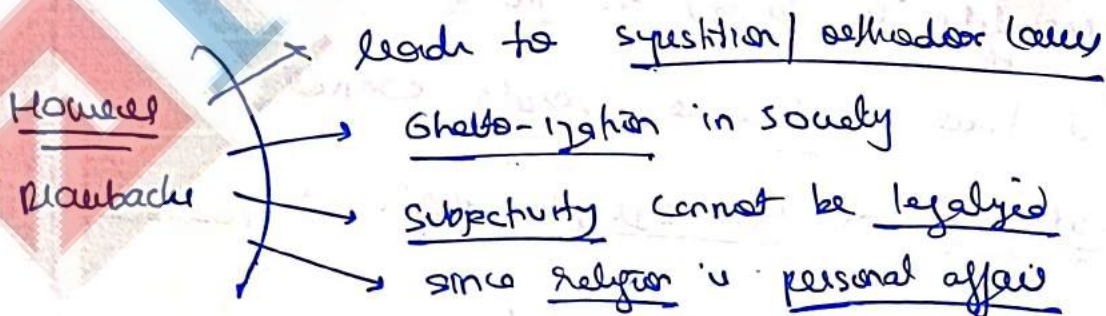 However
Drawbacks
leads to supestition / orthodox laws
Ghetto-ization in society
subjectivity cannot be legalized
since religion is personal affair